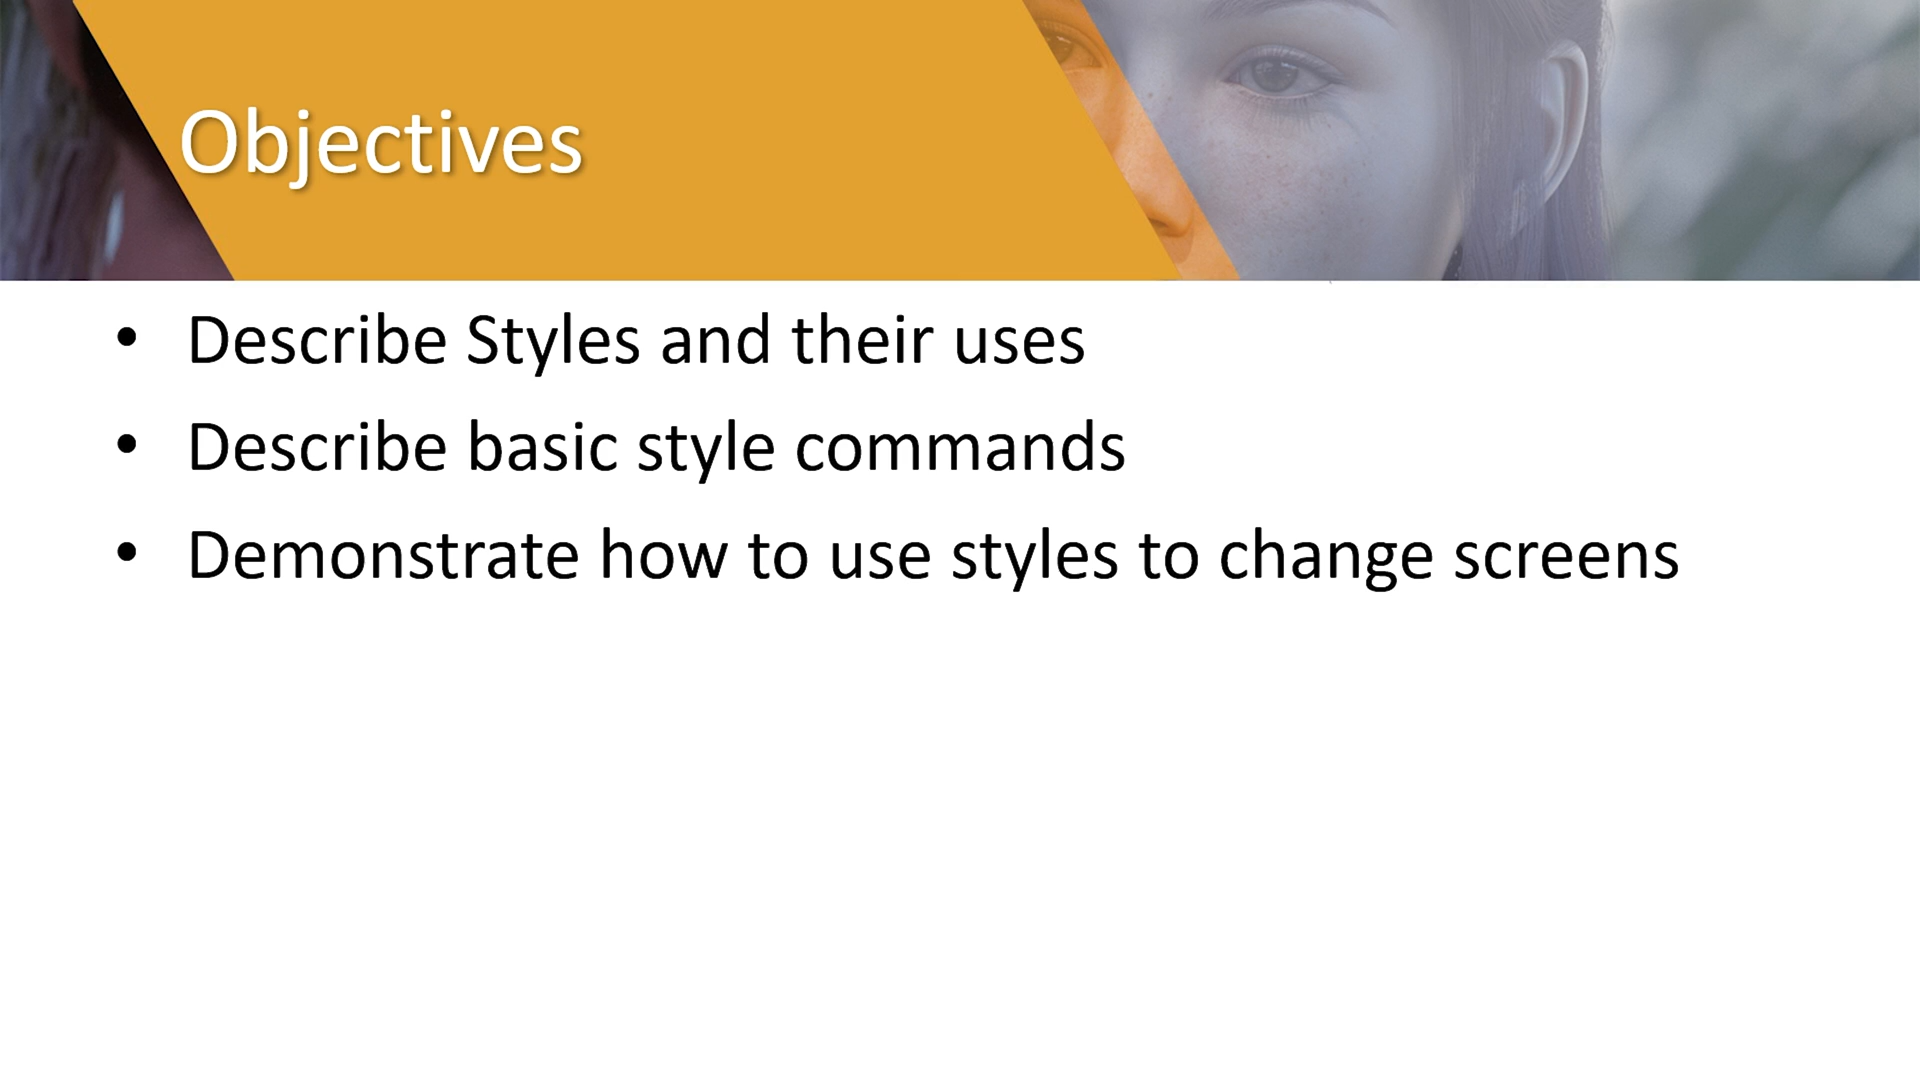 Objectives
• Describe Styles and their uses
• Describe basic style commands
• Demonstrate how to use styles to change screens